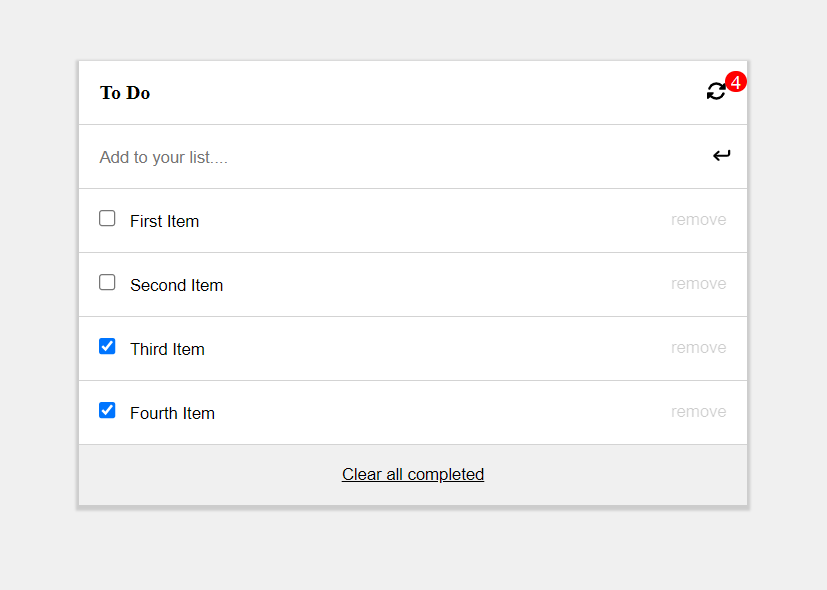 To Do
4
Add to your list....
First Item remove
Second Item remove
Third Item remove
Fourth Item remove
Clear all completed